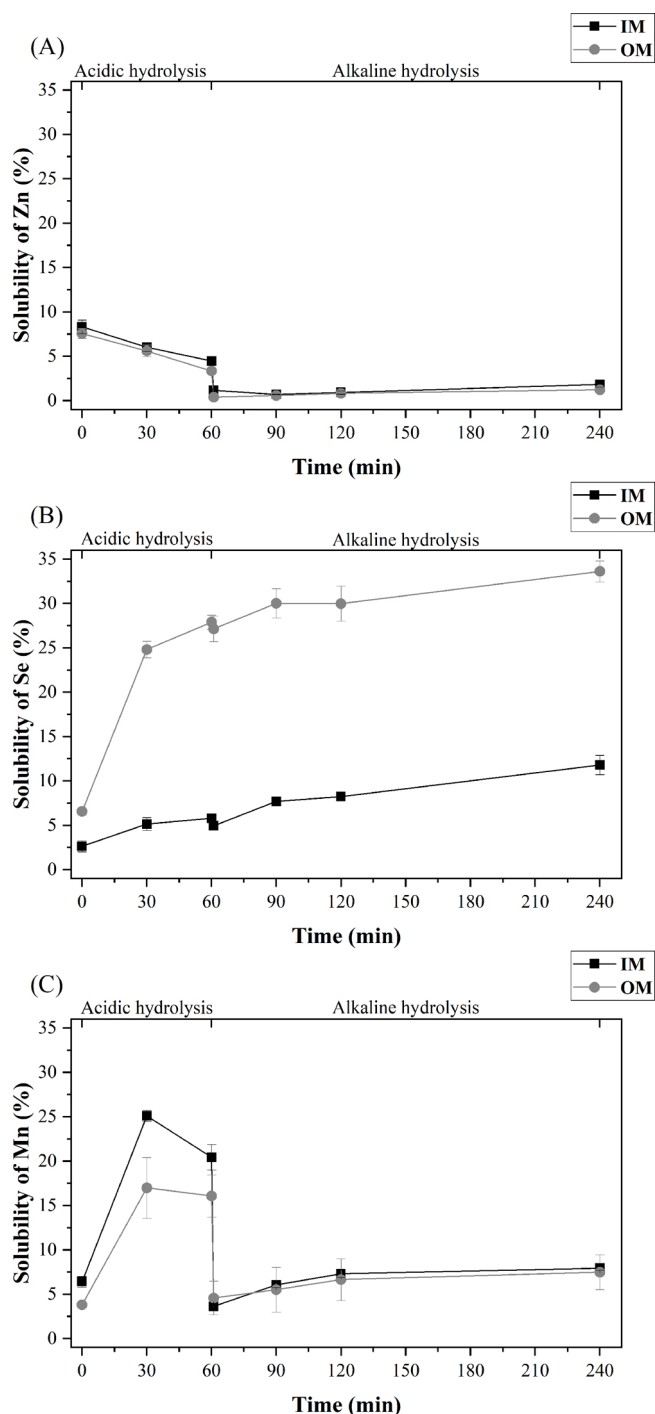 (A)
IM
OM
Acidic hydrolysis
Alkaline hydrolysis
35
30
25
20
15
10
5
0
Solubility of Zn (%)
0 30 60 90 120 150 180 210 240
Time (min)
(B)
IM
OM
Acidic hydrolysis
Alkaline hydrolysis
35
30
25
20
15
10
5
0
Solubility of Se (%)
0 30 60 90 120 150 180 210 240
Time (min)
(C)
IM
OM
Acidic hydrolysis
Alkaline hydrolysis
35
30
25
20
15
10
5
0
Solubility of Mn (%)
0 30 60 90 120 150 180 210 240
Time (min)